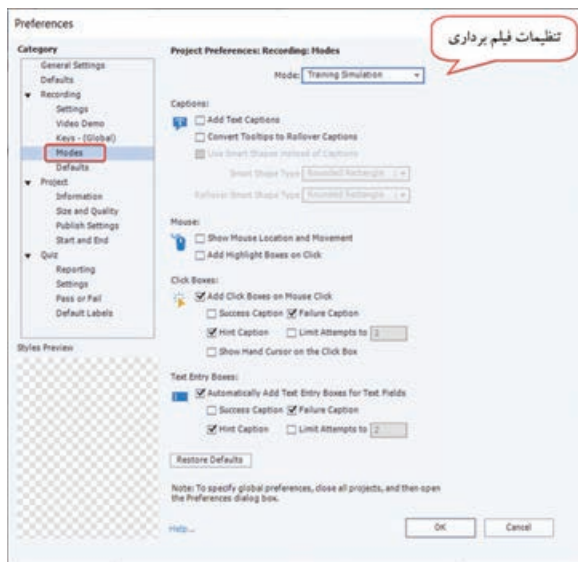 Preferences
تنظیمات فیلم برداری
Category
General Settings
Defaults
Recording
Settings
Video Demo
Keys - (Global)
Modes
Defaults
Project
Information
Size and Quality
Publish Settings
Start and End
Quiz
Reporting
Settings
Pass or Fail
Default Labels
Styles Preview
Project Preferences: Recording: Modes
Mode: Training Simulation
Captions:
Add Text Captions
Convert Tooltips to Rollover Captions
Use Smart Shapes instead of Captions
Smart Shape Type Rounded Rectangle
Rollover Smart Shape Type Rounded Rectangle
Mouse:
Show Mouse Location and Movement
Add Highlight Boxes on Click
Click Boxes:
Add Click Boxes on Mouse Click
Success Caption Failure Caption
Hint Caption Limit Attempts to 2
Show Hand Cursor on the Click Box
Text Entry Boxes:
Automatically Add Text Entry Boxes for Text Fields
Success Caption Failure Caption
Hint Caption Limit Attempts to 2
Restore Defaults
Note: To specify global preferences, close all projects, and then open
the Preferences dialog box.
Help...
OK Cancel